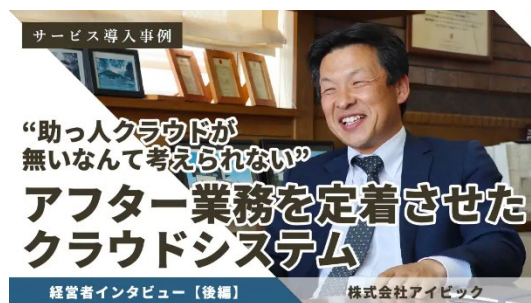 サービス導入事例
“助っ人クラウドが
無いなんて考えられない”
アフター業務を定着させた
クラウドシステム
経営者インタビュー【後編】
株式会社アイビック